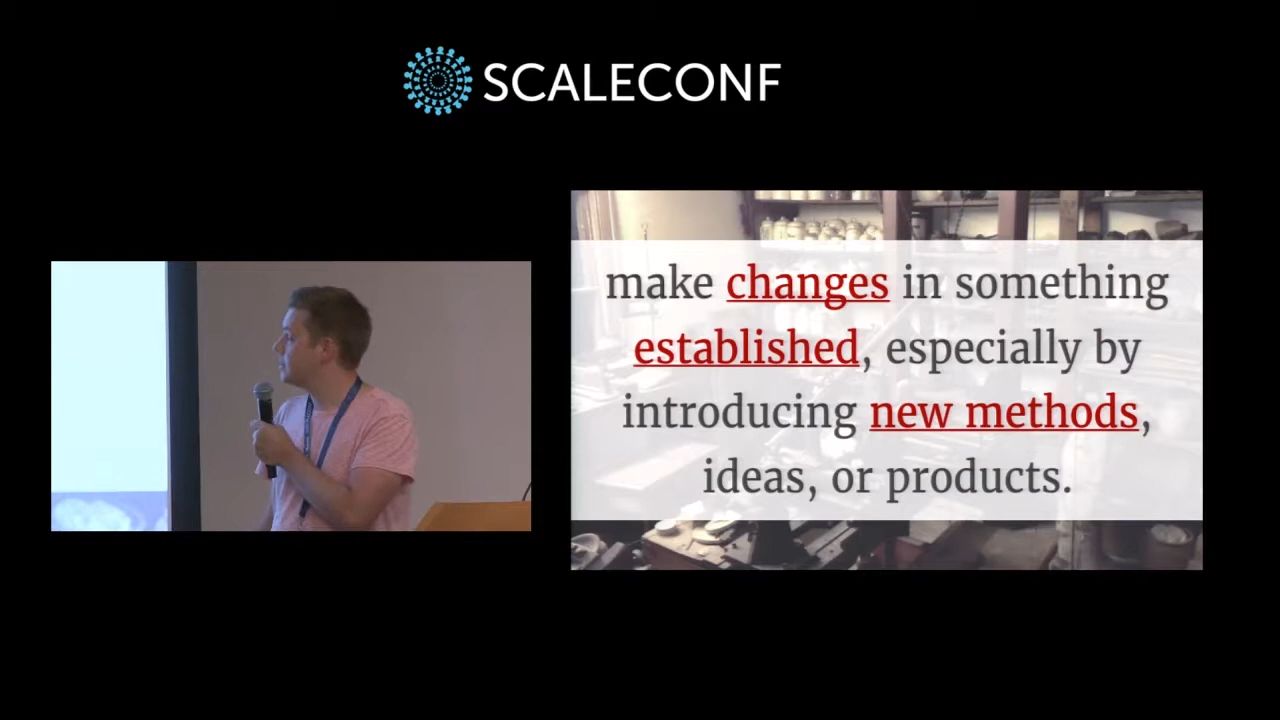 SCALECONF
make changes in something
established, especially by
introducing new methods,
ideas, or products.